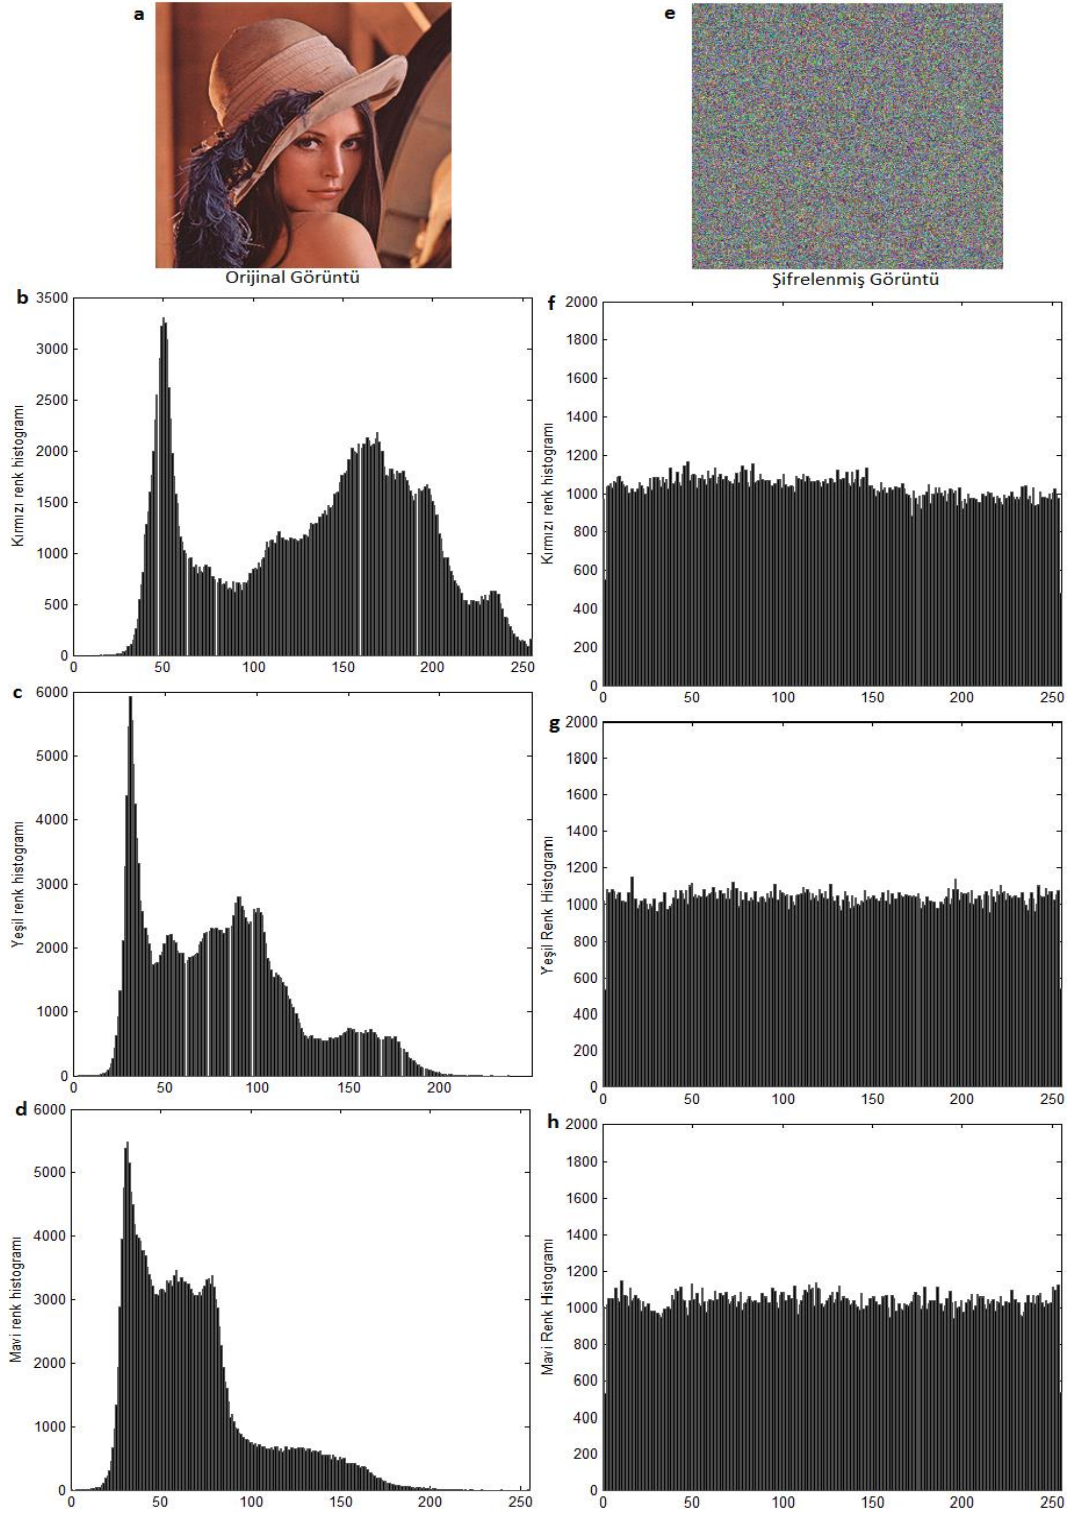 a
Orijinal Görüntü
e
Şifrelenmiş Görüntü
b
Kırmızı renk histogramı
3500
3000
2500
2000
1500
1000
500
0
0 50 100 150 200 250
f
Kırmızı renk histogramı
2000
1800
1600
1400
1200
1000
800
600
400
200
0
0 50 100 150 200 250
c
Yeşil renk histogramı
6000
5000
4000
3000
2000
1000
0
0 50 100 150 200
g
Yeşil Renk Histogramı
2000
1800
1600
1400
1200
1000
800
600
400
200
0
0 50 100 150 200 250
d
Mavi renk histogramı
6000
5000
4000
3000
2000
1000
0
0 50 100 150 200 250
h
Mavi Renk Histogramı
2000
1800
1600
1400
1200
1000
800
600
400
200
0
0 50 100 150 200 250